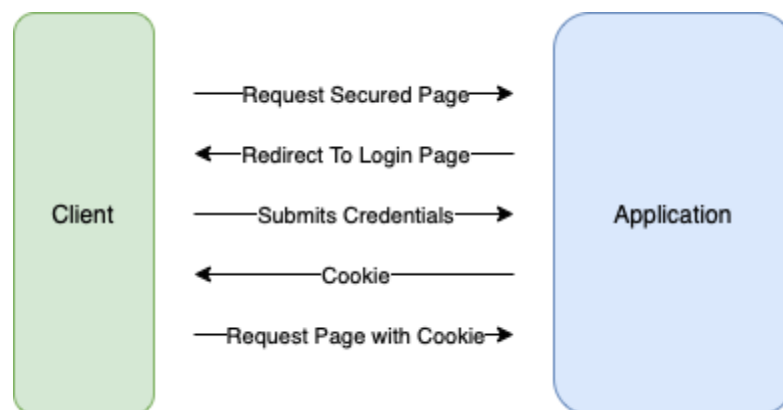 Request Secured Page
Redirect To Login Page
Client
Submits Credentials
Application
Cookie
Request Page with Cookie